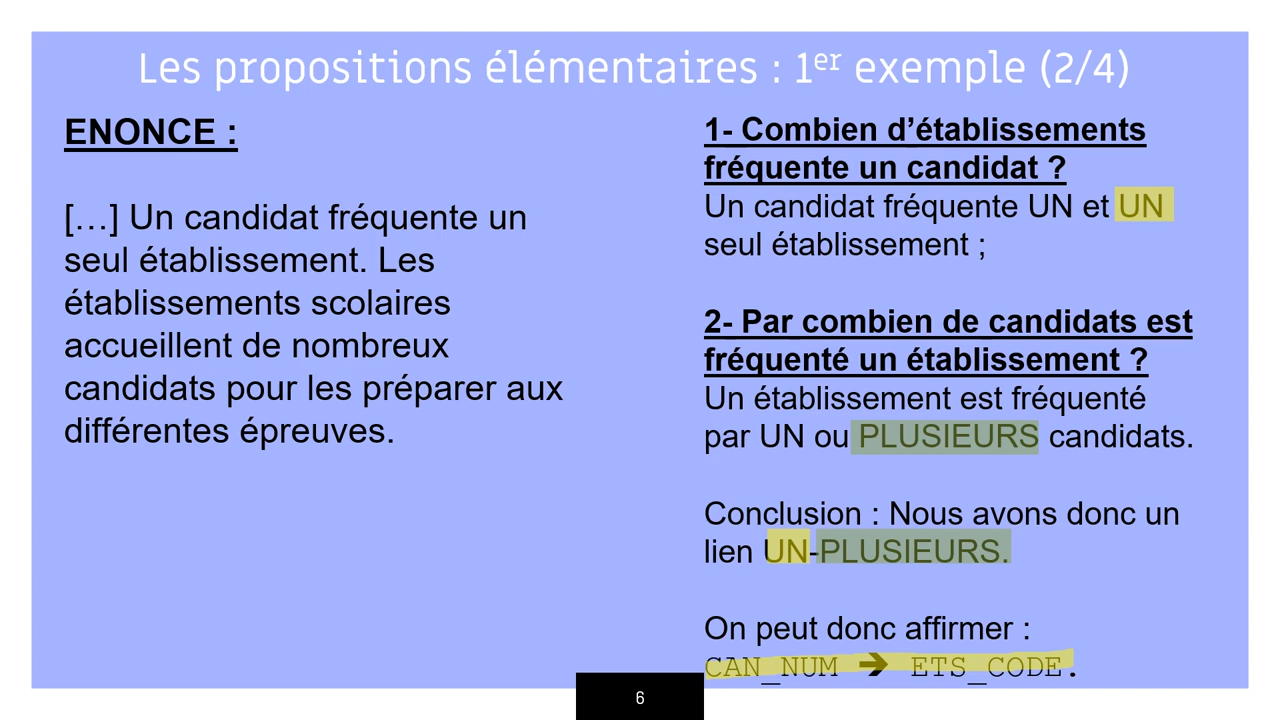 Les propositions élémentaires : 1er exemple (2/4)
ENONCE :
[…] Un candidat fréquente un
seul établissement. Les
établissements scolaires
accueillent de nombreux
candidats pour les préparer aux
différentes épreuves.
1- Combien d’établissements
fréquente un candidat ?
Un candidat fréquente UN et UN
seul établissement ;
2- Par combien de candidats est
fréquenté un établissement ?
Un établissement est fréquenté
par UN ou PLUSIEURS candidats.
Conclusion : Nous avons donc un
lien UN-PLUSIEURS.
On peut donc affirmer :
CAN_NUM ➔ ETS_CODE.
6